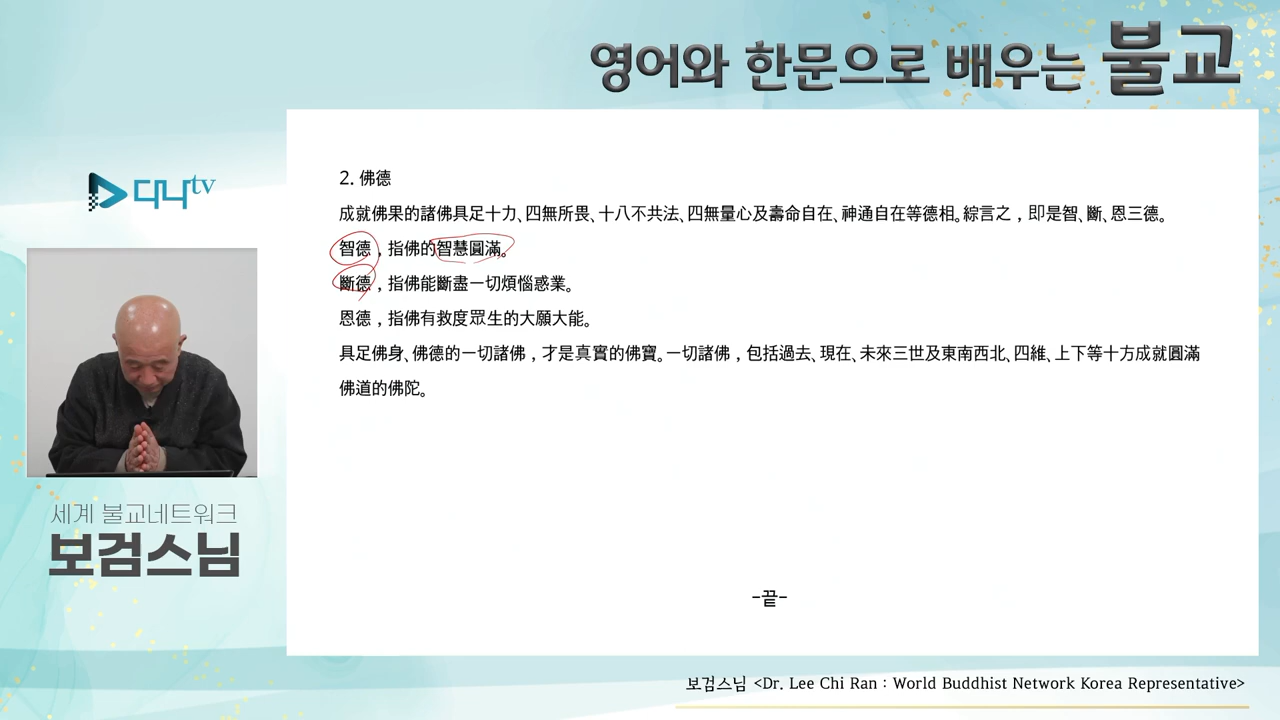 영어와 한문으로 배우는 불교
디나tv
2. 佛德
成就佛果的諸佛具足十力、四無所畏、十八不共法、四無量心及壽命自在、神通自在等德相。綜言之，即是智、斷、恩三德。
智德，指佛的智慧圓滿。
斷德，指佛能斷盡一切煩惱惑業。
恩德，指佛有救度眾生的大願大能。
具足佛身、佛德的一切諸佛，才是真實的佛寶。一切諸佛，包括過去、現在、未來三世及東南西北、四維、上下等十方成就圓滿
佛道的佛陀。
-끝-
세계 불교네트워크
보검스님
보검스님 <Dr. Lee Chi Ran : World Buddhist Network Korea Representative>